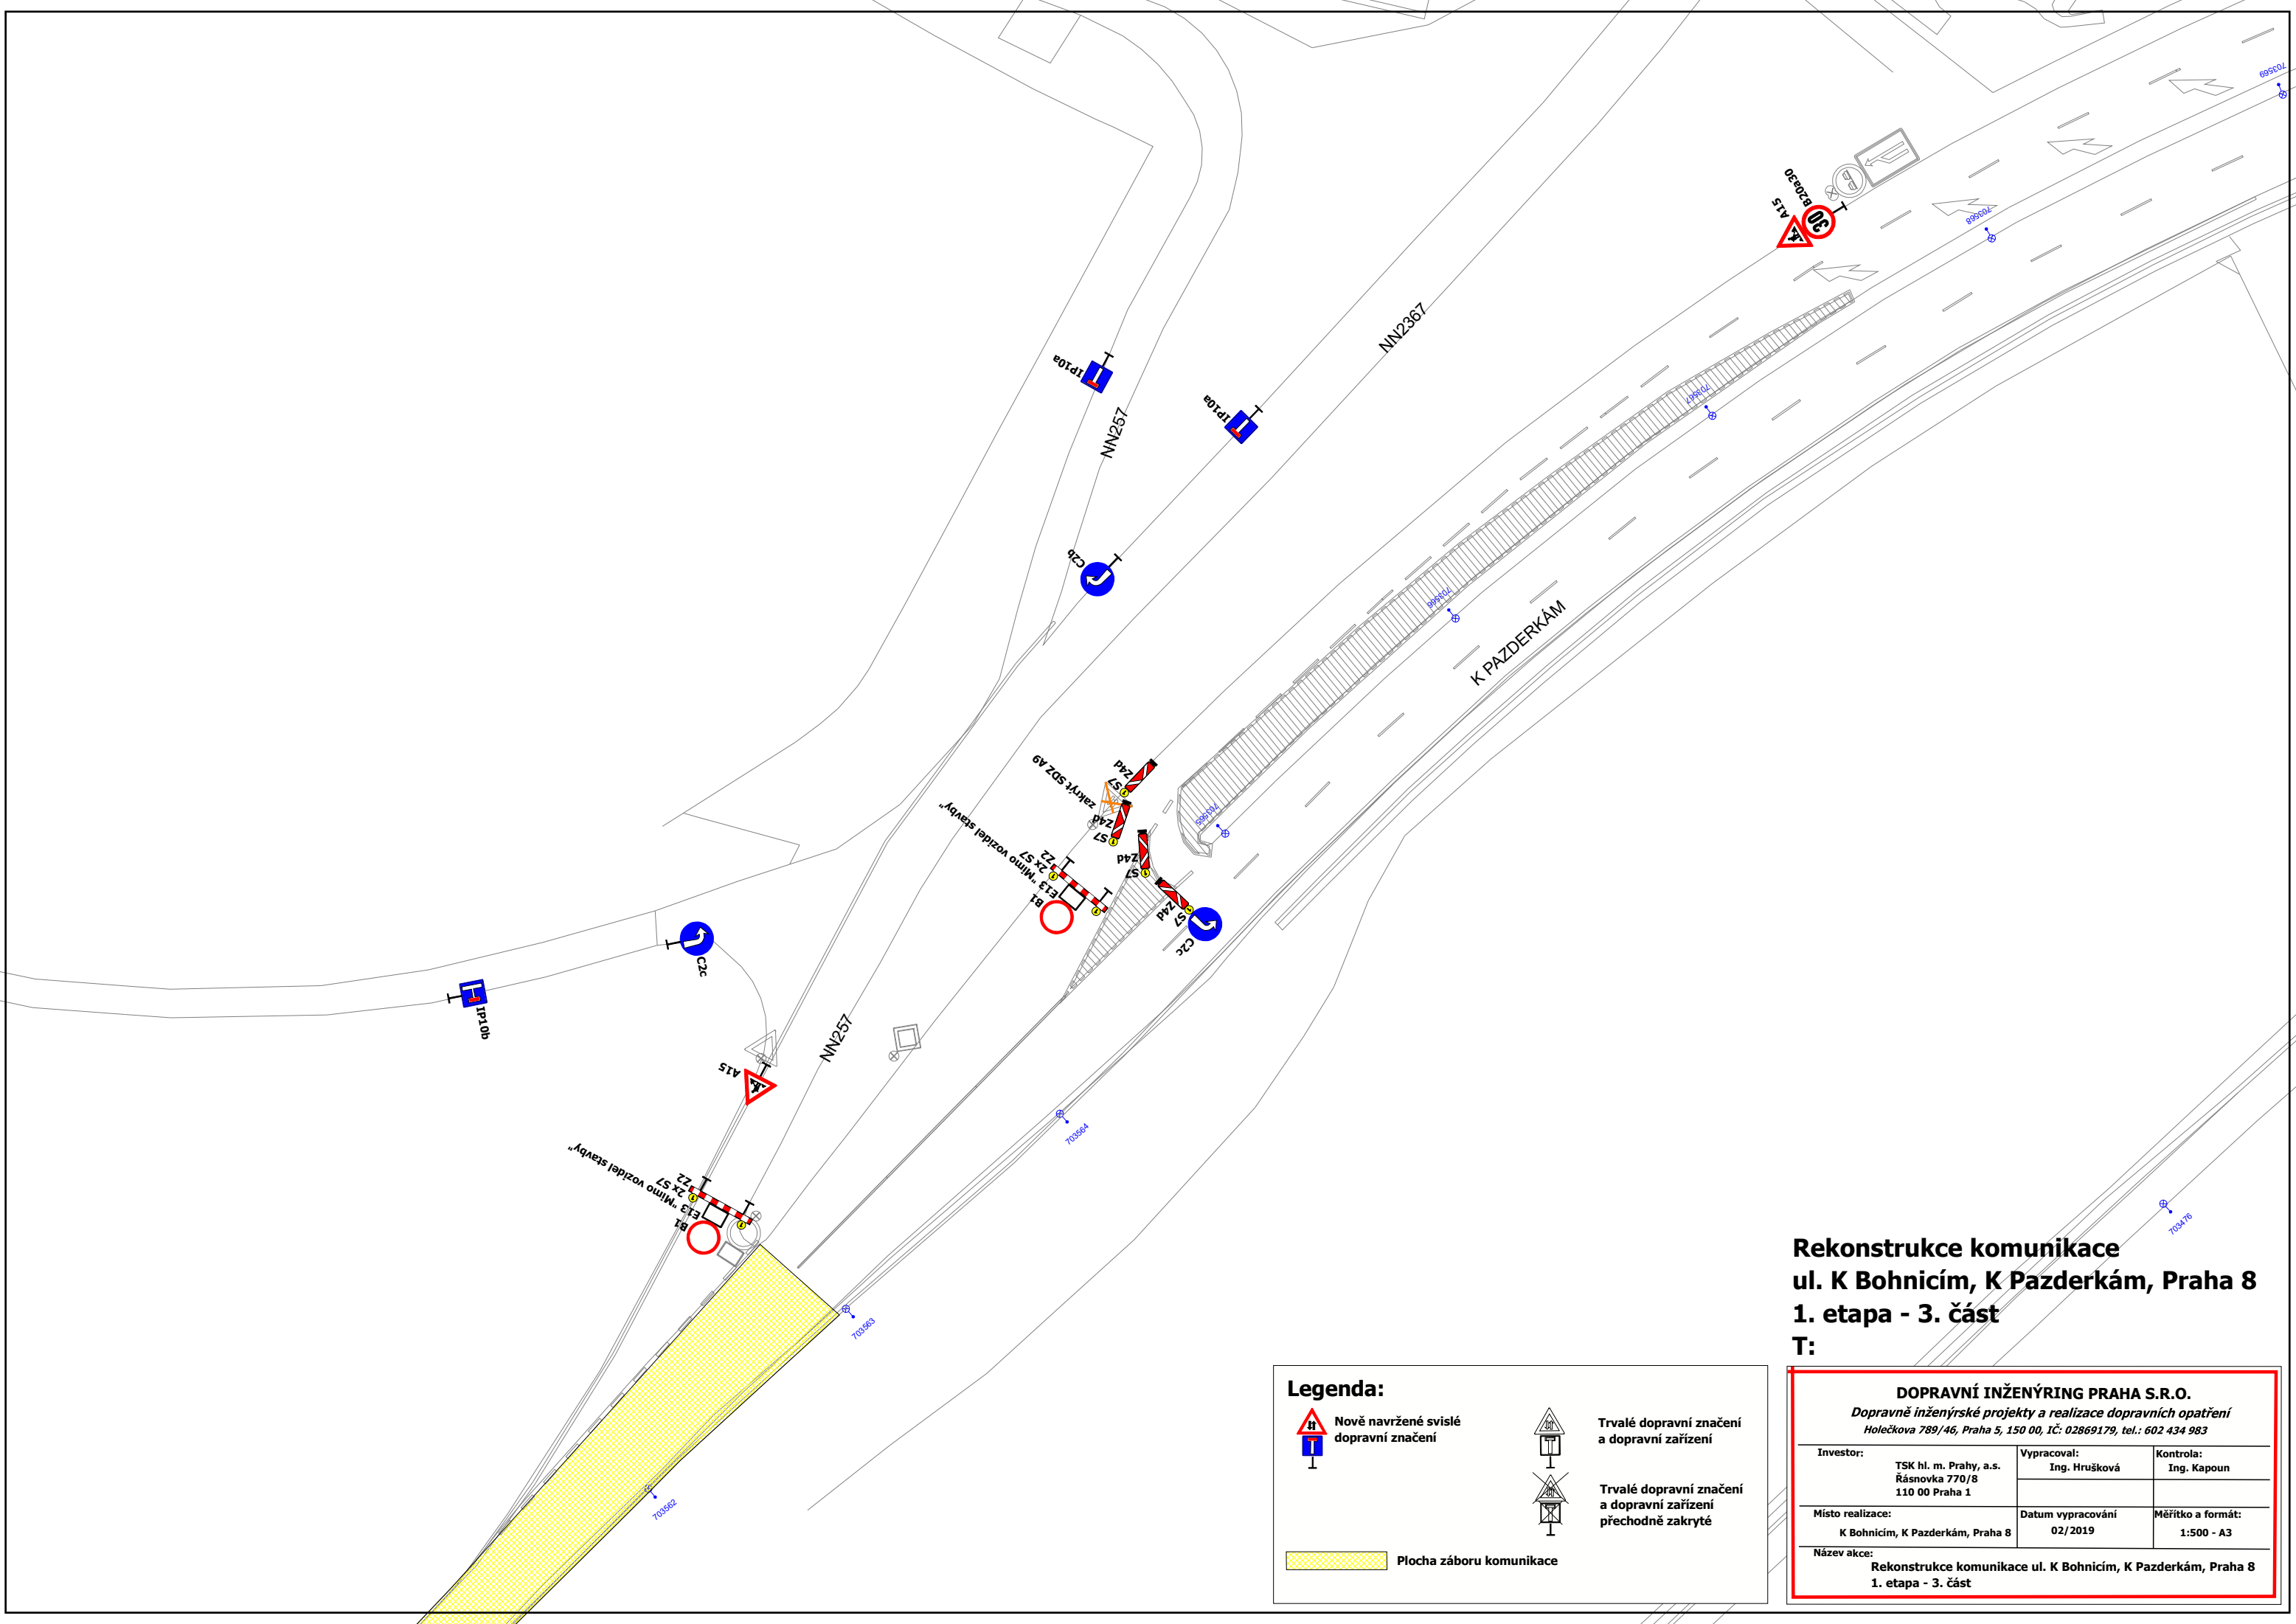 703569
B20a30
A15
30
703568
NN2367
IP10a
IP10a
NN257
703567
C2b
703566
K PAZDERKÁM
zakrýt SDZ A9
Z4d
S7
Z4d
S7
703565
Z4d
S7
Z4d
S7
C2c
Z2
2x S7
E13 "Mimo vozidel stavby"
B1
C2c
IP10b
NN257
A15
703564
Z2
2x S7
E13 "Mimo vozidel stavby"
B1
703563
703562
703476
Rekonstrukce komunikace
ul. K Bohnicím, K Pazderkám, Praha 8
1. etapa - 3. část
T:
Legenda:
Nově navržené svislé
dopravní značení
Trvalé dopravní značení
a dopravní zařízení
Trvalé dopravní značení
a dopravní zařízení
přechodně zakryté
Plocha záboru komunikace
DOPRAVNÍ INŽENÝRING PRAHA S.R.O.
Dopravně inženýrské projekty a realizace dopravních opatření
Holečkova 789/46, Praha 5, 150 00, IČ: 02869179, tel.: 602 434 983
Investor:
TSK hl. m. Prahy, a.s.
Řásnovka 770/8
110 00 Praha 1
Vypracoval:
Ing. Hrušková
Kontrola:
Ing. Kapoun
Místo realizace:
K Bohnicím, K Pazderkám, Praha 8
Datum vypracování
02/2019
Měřítko a formát:
1:500 - A3
Název akce:
Rekonstrukce komunikace ul. K Bohnicím, K Pazderkám, Praha 8
1. etapa - 3. část